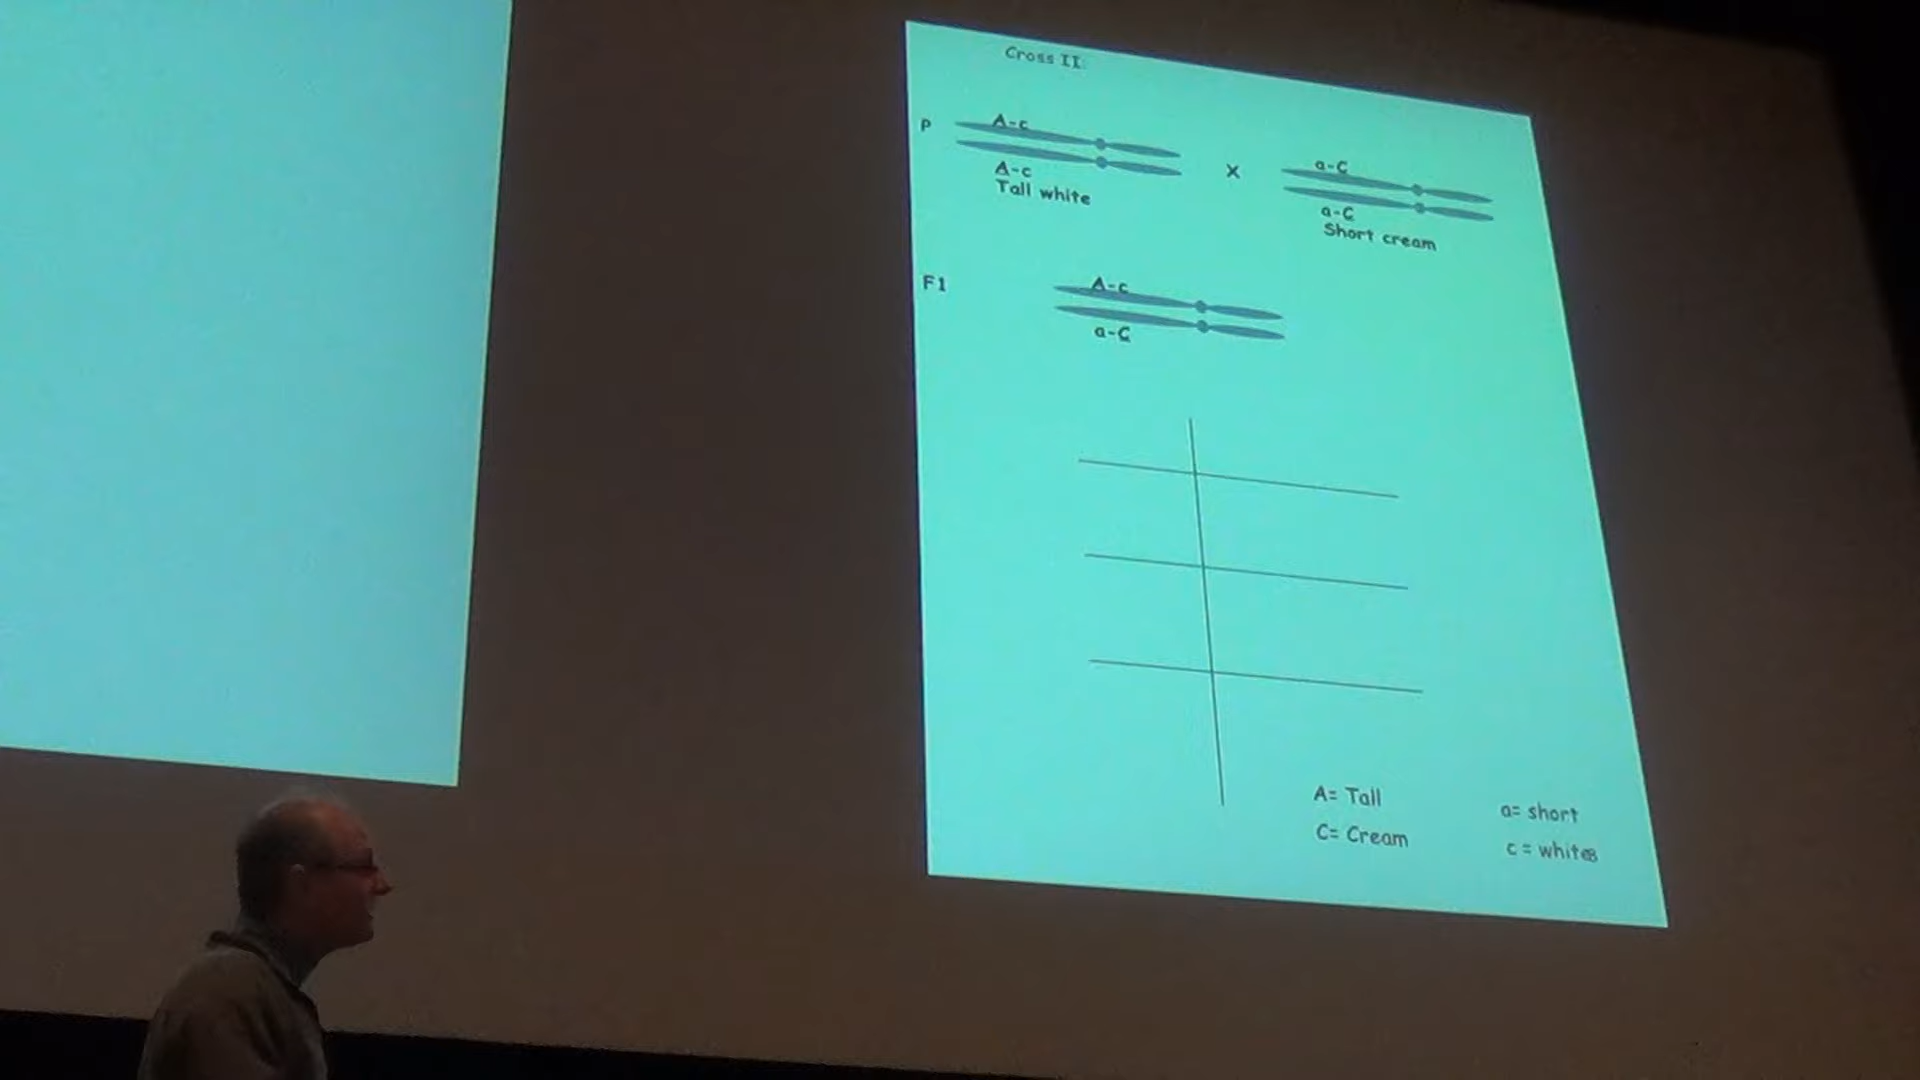 Cross II:
P
A-c
A-c
Tall white
X
a-C
a-C
Short cream
F1
A-c
a-C
A= Tall
a= short
C= Cream
c = white